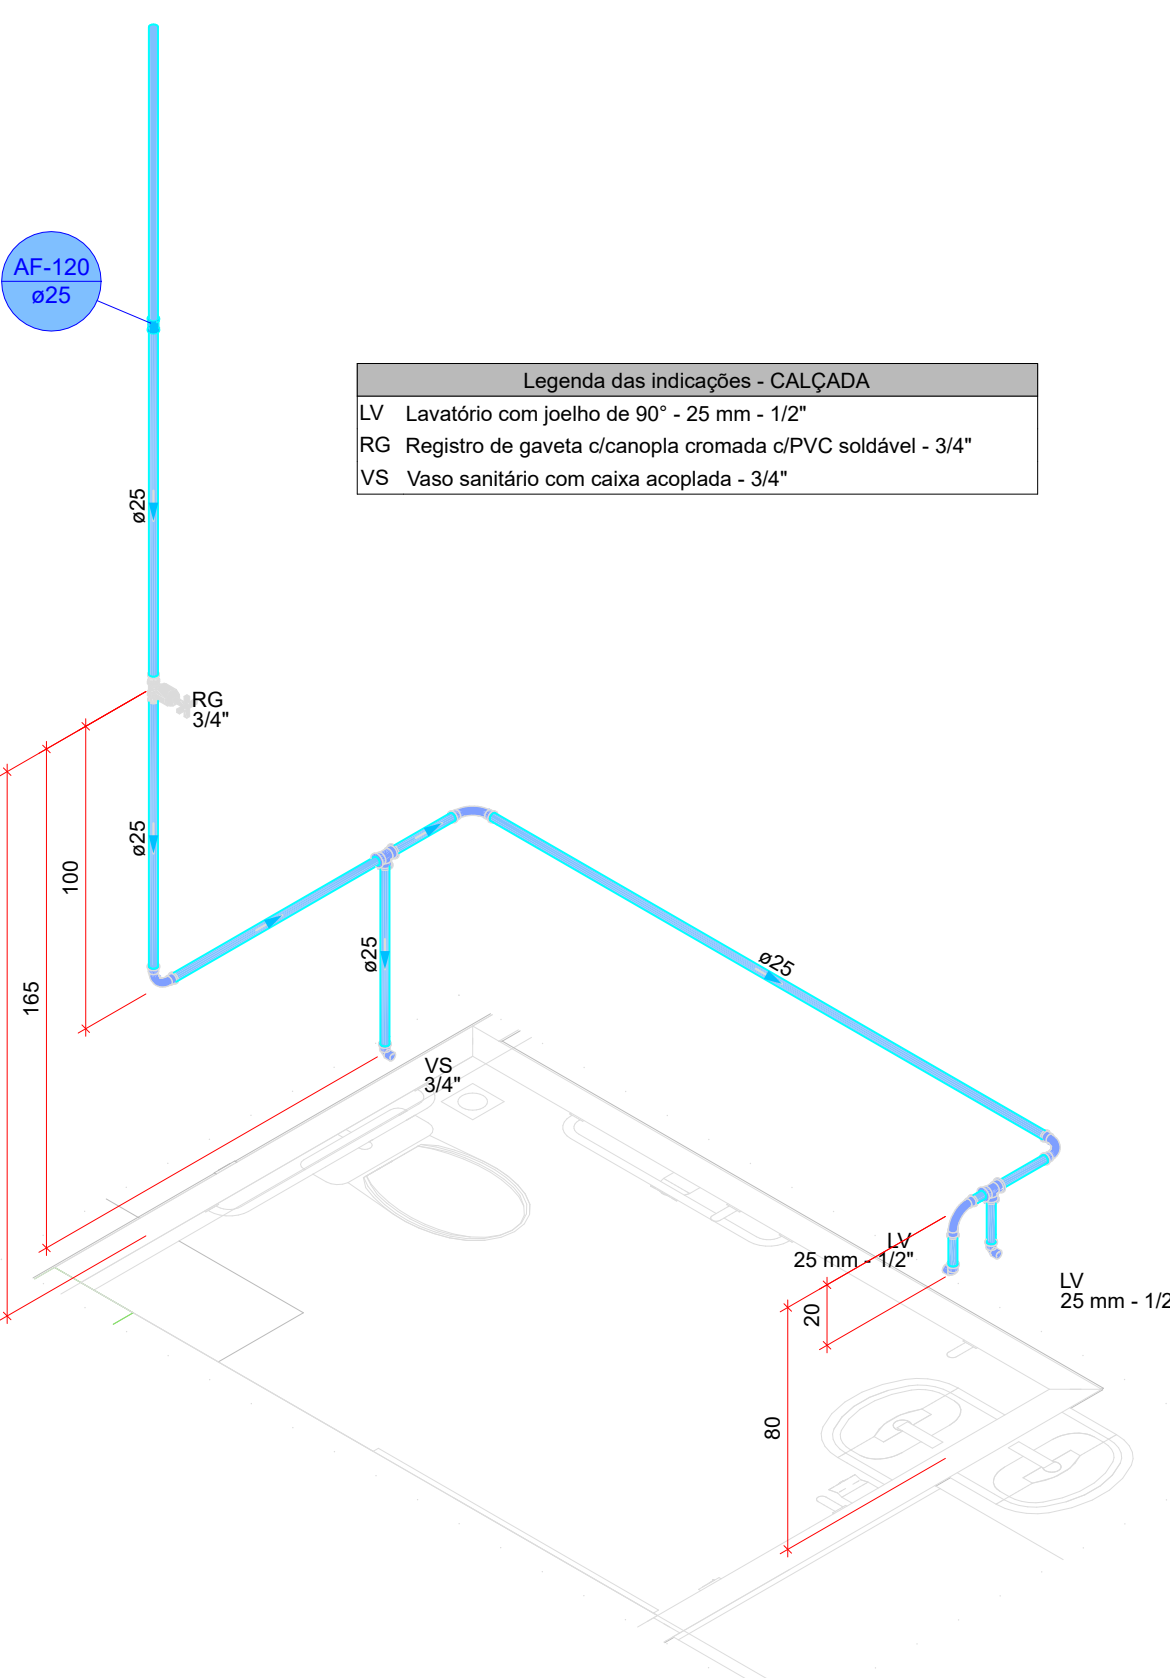 AF-120
ø25
Legenda das indicações - CALÇADA
LV Lavatório com joelho de 90° - 25 mm - 1/2"
RG Registro de gaveta c/canopla cromada c/PVC soldável - 3/4"
VS Vaso sanitário com caixa acoplada - 3/4"
ø25
RG
3/4"
ø25
100
ø25
ø25
165
VS
3/4"
LV
25 mm - 1/2"
LV
25 mm - 1/2
20
80